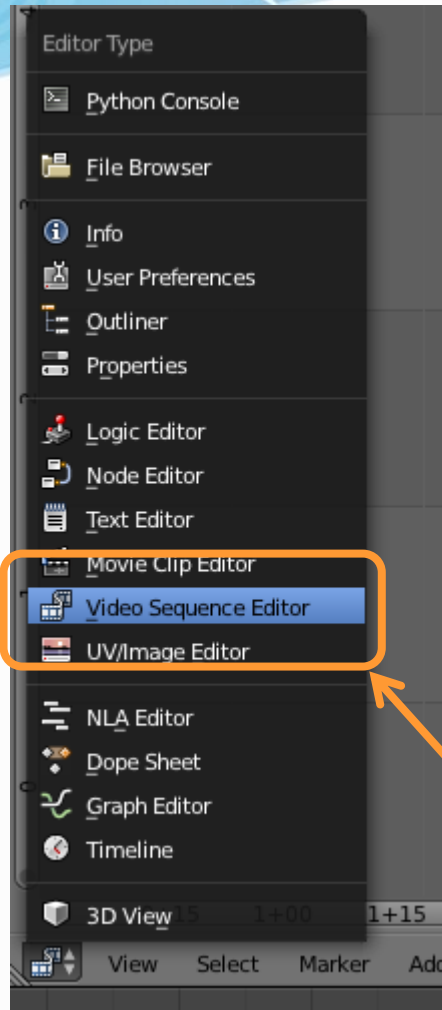 Editor Type
Python Console
File Browser
Info
User Preferences
Outliner
Properties
Logic Editor
Node Editor
Text Editor
Movie Clip Editor
Video Sequence Editor
UV/Image Editor
NLA Editor
Dope Sheet
Graph Editor
Timeline
3D View 15 1+00 1+15
View Select Marker Add